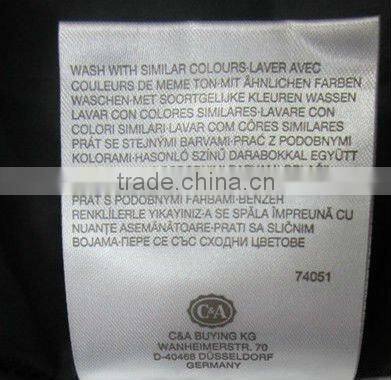 WASH WITH SIMILAR COLOURS·LAVER AVEC
COULEURS DE MEME TON·MIT ÄHNLICHEN FARBEN
WASCHEN·MET SOORTGELIJKE KLEUREN WASSEN
LAVAR CON COLORES SIMILARES·LAVARE CON
COLORI SIMILARI·LAVAR COM CÔRES SIMILARES
PRÁT SE STEJNÝMI BARVAMI·PRAĆ Z PODOBNYMI
KOLORAMI·HASONLÓ SZÍNŰ DARABOKKAL EGYÜTT
trade.china.cn
PRAŤ S PODOBNÝMI FARBAMI·BENZER
RENKLİLERLE YIKAYINIZ·A SE SPĂLA ÎMPREUNĂ CU
NUANŢE ASEMĂNĂTOARE·PRATI SA SLIČNIM
BOJAMA·ПЕРЕ СЕ СЪС СХОДНИ ЦВЕТОВЕ
74051
C&A
C&A BUYING KG
WANHEIMERSTR. 70
D-40468 DÜSSELDORF
GERMANY